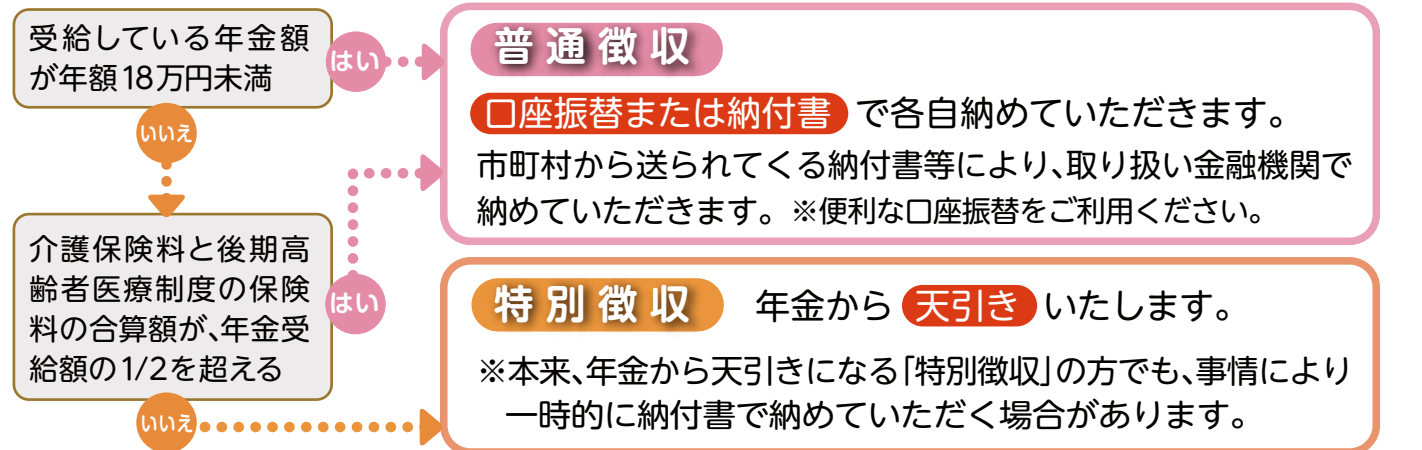 受給している年金額
が年額18万円未満
はい
いいえ
普通徴収
口座振替または納付書 で各自納めていただきます。
市町村から送られてくる納付書等により、取り扱い金融機関で
納めていただきます。※便利な口座振替をご利用ください。
介護保険料と後期高
齢者医療制度の保険
料の合算額が、年金受
給額の1/2を超える
はい
いいえ
特別徴収 年金から 天引き いたします。
※本来、年金から天引きになる「特別徴収」の方でも、事情により
一時的に納付書で納めていただく場合があります。